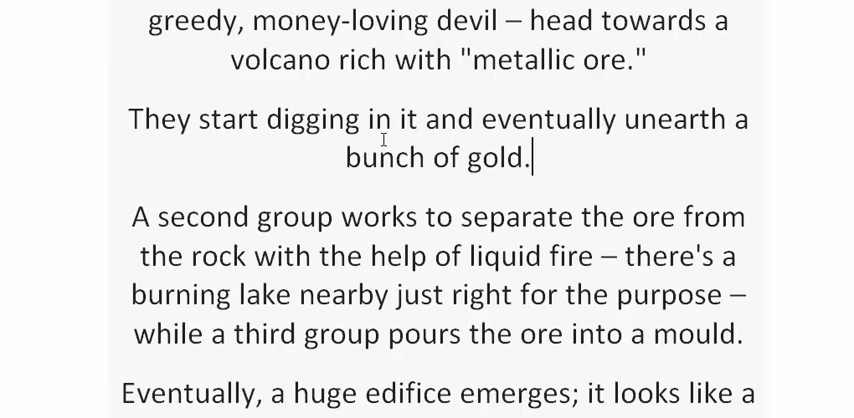 greedy, money-loving devil – head towards a
volcano rich with "metallic ore."
They start digging in it and eventually unearth a
bunch of gold.
A second group works to separate the ore from
the rock with the help of liquid fire – there's a
burning lake nearby just right for the purpose –
while a third group pours the ore into a mould.
Eventually, a huge edifice emerges; it looks like a